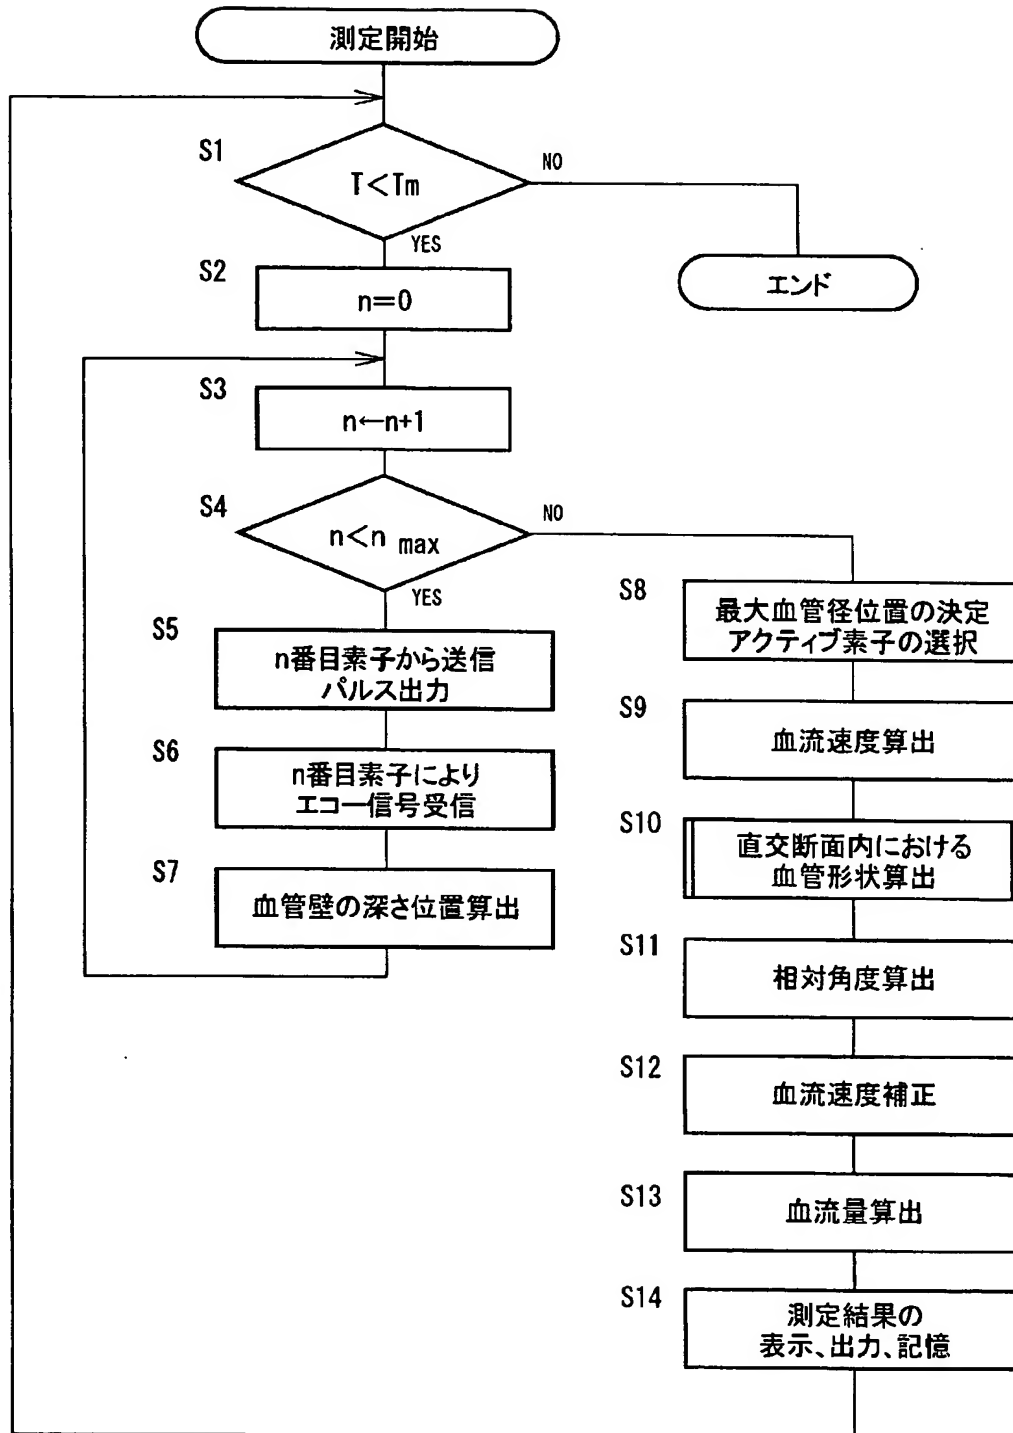 測定開始
S1
T<Tm
NO
YES
エンド
S2
n=0
S3
n←n+1
S4
n<n max
NO
YES
S5
n番目素子から送信
パルス出力
S6
n番目素子により
エコー信号受信
S7
血管壁の深さ位置算出
S8
最大血管径位置の決定
アクティブ素子の選択
S9
血流速度算出
S10
直交断面内における
血管形状算出
S11
相対角度算出
S12
血流速度補正
S13
血流量算出
S14
測定結果の
表示、出力、記憶